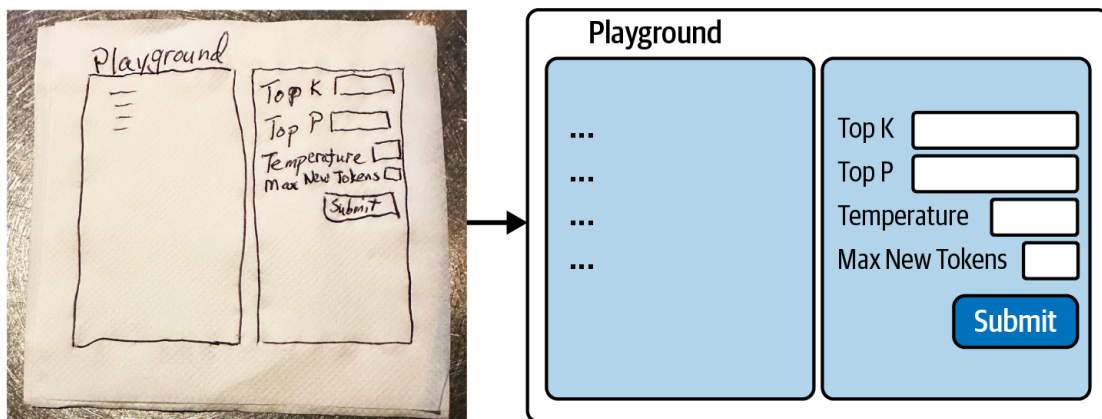 Playground
Top K
Top P
Temperature
Max New Tokens
Submit
Playground
...
...
...
...
Top K
Top P
Temperature
Max New Tokens
Submit